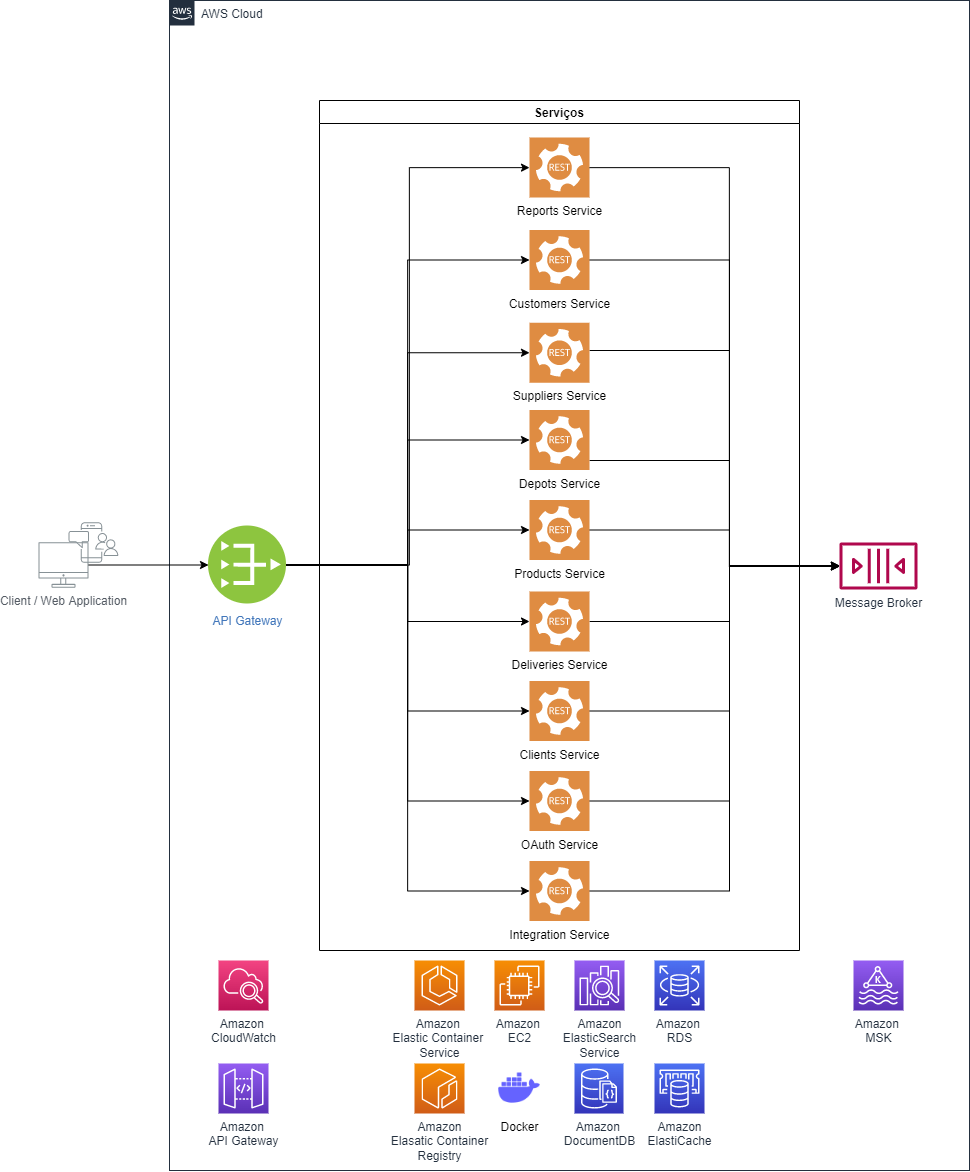 aws
AWS Cloud
Serviços
REST
Reports Service
REST
Customers Service
REST
Suppliers Service
REST
Depots Service
REST
Products Service
Client / Web Application
API Gateway
Message Broker
REST
Deliveries Service
REST
Clients Service
REST
OAuth Service
REST
Integration Service
Amazon
CloudWatch
Amazon
Elastic Container
Service
Amazon
EC2
Amazon
ElasticSearch
Service
Amazon
RDS
K
Amazon
MSK
Amazon
API Gateway
Amazon
Elasatic Container
Registry
Docker
Amazon
DocumentDB
Amazon
ElastiCache